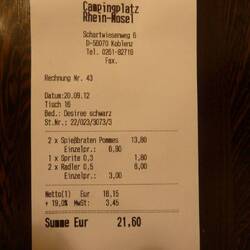 Campingplatz
Rhein-Mosel
Schartwiesenweg 6
D-56070 Koblenz
Tel. 0261-82719
Fax.
Rechnung Nr. 43
Datum:20.09.12
Tisch 16
Bed.: Desiree schwarz
St.Nr.: 22/023/3073/3
2 x Spießbraten Pommes 13,80
Einzelpr.: 6,90
1 x Sprite 0,3 1,80
2 x Radler 0,5 6,00
Einzelpr.: 3,00
Netto(1) Eur 18,15
+ 19,0% MwSt: 3,45
Summe Eur 21,60